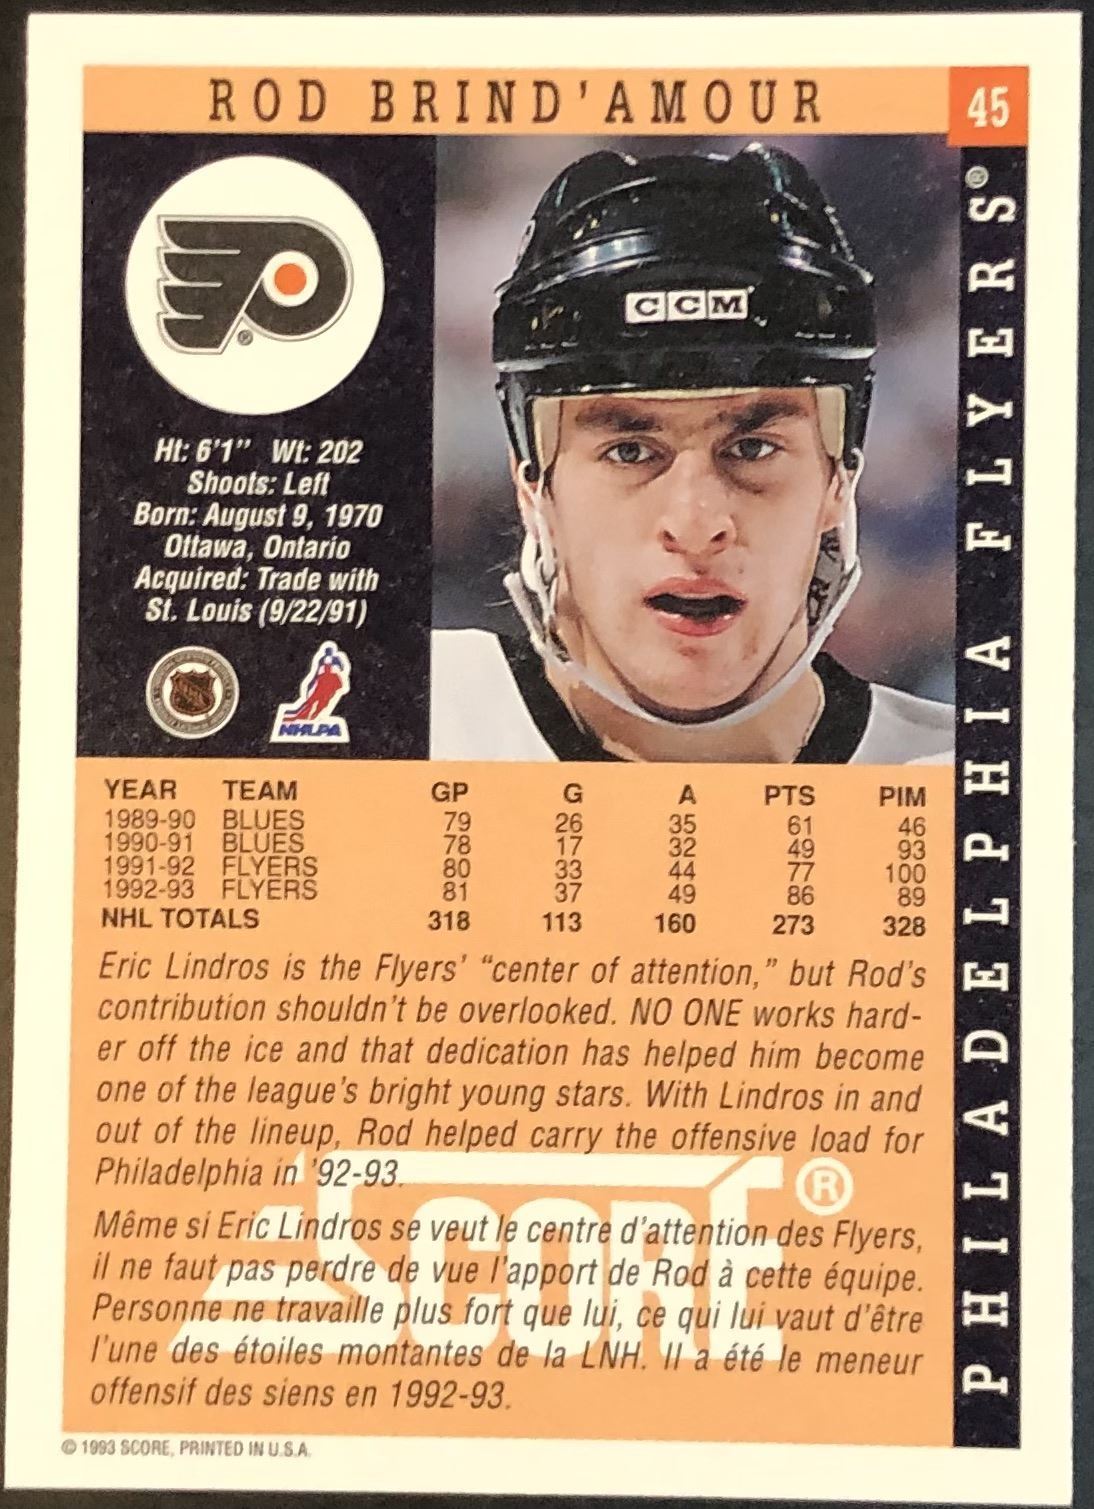 ROD BRIND'AMOUR
45
PHILADELPHIA FLYERS®
®
CCM
Ht: 6'1" Wt: 202
Shoots: Left
Born: August 9, 1970
Ottawa, Ontario
Acquired: Trade with
St. Louis (9/22/91)
NHLPA
YEAR TEAM GP G A PTS PIM
1989-90 BLUES 79 26 35 61 46
1990-91 BLUES 78 17 32 49 93
1991-92 FLYERS 80 33 44 77 100
1992-93 FLYERS 81 37 49 86 89
NHL TOTALS 318 113 160 273 328
Eric Lindros is the Flyers' “center of attention,” but Rod's
contribution shouldn't be overlooked. NO ONE works hard-
er off the ice and that dedication has helped him become
one of the league's bright young stars. With Lindros in and
out of the lineup, Rod helped carry the offensive load for
Philadelphia in '92-93.
SCORE®
Même si Eric Lindros se veut le centre d'attention des Flyers,
il ne faut pas perdre de vue l'apport de Rod à cette équipe.
Personne ne travaille plus fort que lui, ce qui lui vaut d'être
l'une des étoiles montantes de la LNH. Il a été le meneur
offensif des siens en 1992-93.
© 1993 SCORE, PRINTED IN U.S.A.